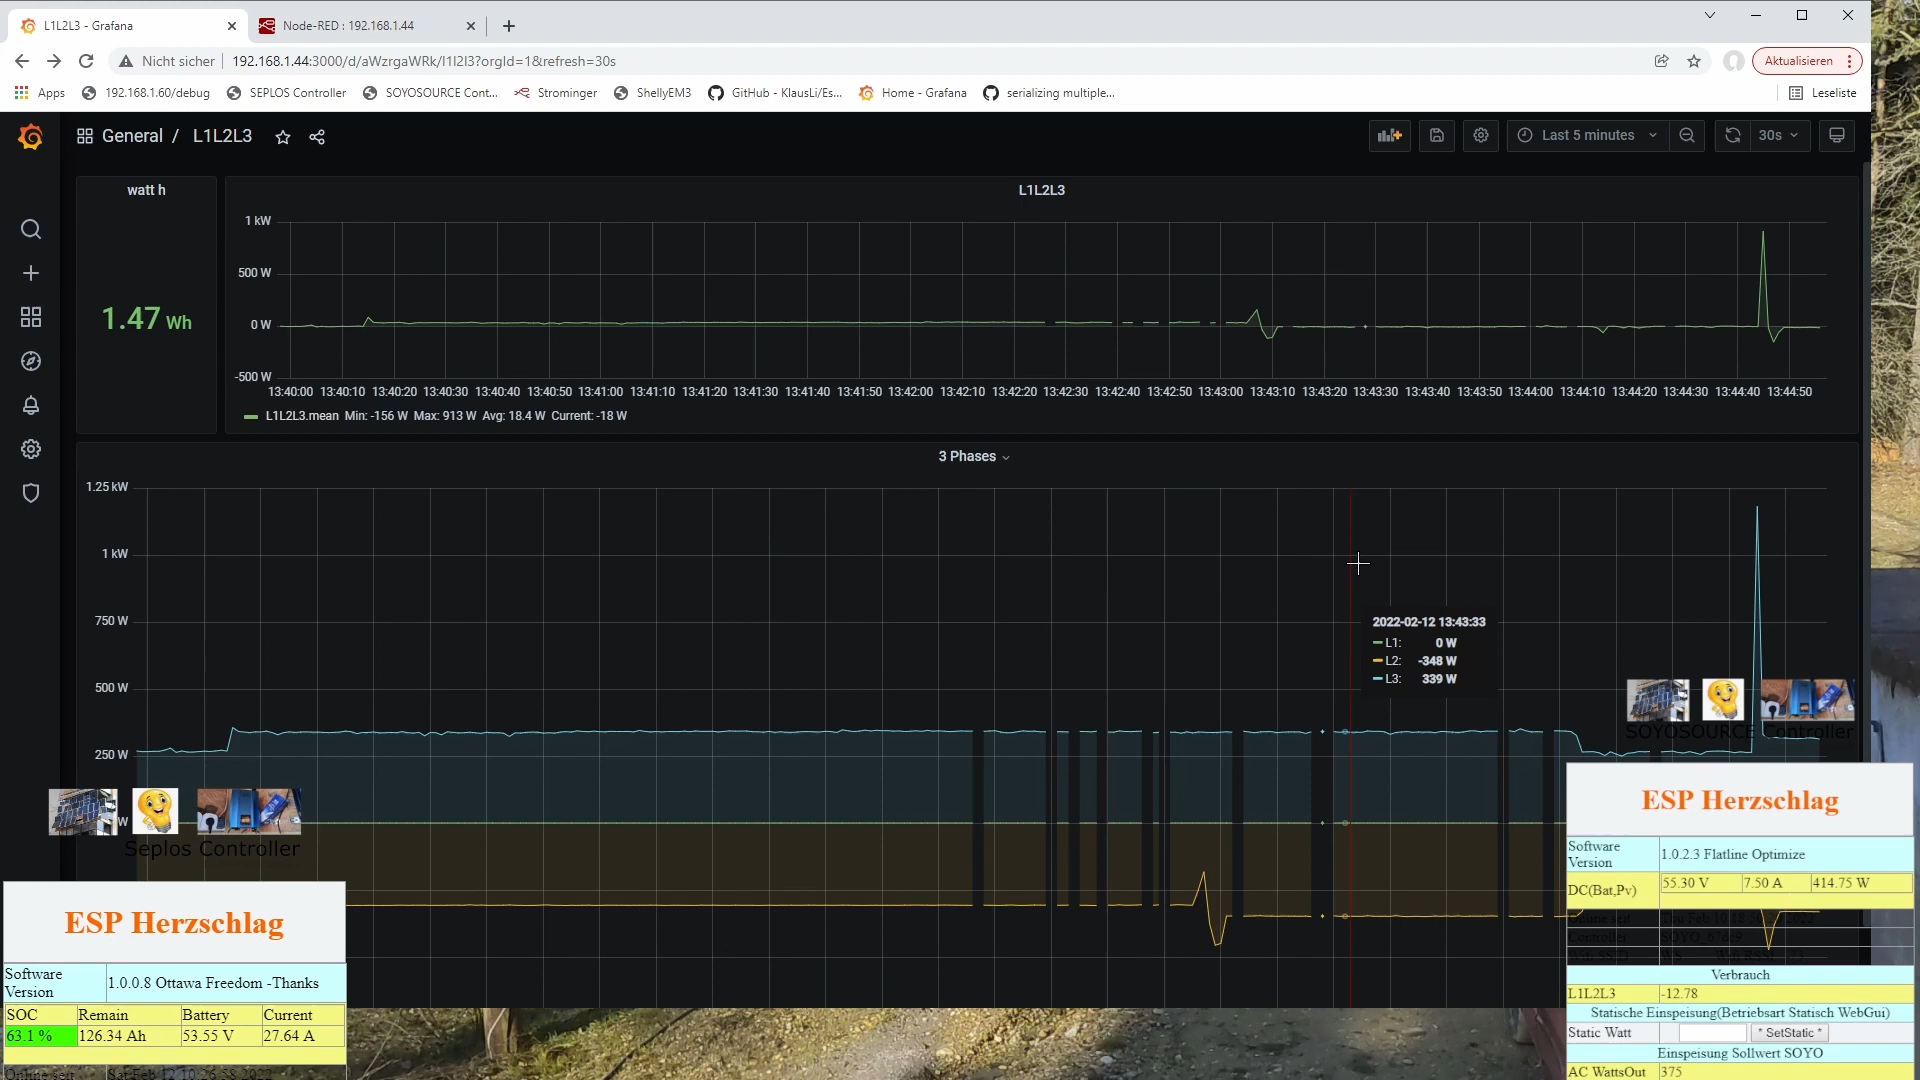 L1L2L3 - Grafana
Node-RED : 192.168.1.44
Nicht sicher
192.168.1.44:3000/d/aWzrgaWRk/l1l2l3?orgId=1&refresh=30s
Aktualisieren
Apps
192.168.1.60/debug
SEPLOS Controller
SOYOSOURCE Cont...
Strominger
ShellyEM3
GitHub - KlausLi/Es...
Home - Grafana
serializing multiple...
Leseliste
General / L1L2L3
Last 5 minutes
30s
watt h
1.47 Wh
L1L2L3
1 kW
500 W
0 W
-500 W
13:40:00 13:40:10 13:40:20 13:40:30 13:40:40 13:40:50 13:41:00 13:41:10 13:41:20 13:41:30 13:41:40 13:41:50 13:42:00 13:42:10 13:42:20 13:42:30 13:42:40 13:42:50 13:43:00 13:43:10 13:43:20 13:43:30 13:43:40 13:43:50 13:44:00 13:44:10 13:44:20 13:44:30 13:44:40 13:44:50
L1L2L3.mean Min: -156 W Max: 913 W Avg: 18.4 W Current: -18 W
3 Phases
1.25 kW
1 kW
750 W
500 W
250 W
W
2022-02-12 13:43:33
L1: 0 W
L2: -348 W
L3: 339 W
SOYOSOURCE Controller
Seplos Controller
ESP Herzschlag
Software Version 1.0.0.8 Ottawa Freedom -Thanks
SOC Remain Battery Current
63.1 % 126.34 Ah 53.55 V 27.64 A
Online seit Sat Feb 12 10:26:58 2022
ESP Herzschlag
Software Version 1.0.2.3 Flatline Optimize
DC(Bat,Pv) 55.30 V 7.50 A 414.75 W
Online seit
Controller
Verbrauch
L1L2L3 -12.78
Statische Einspeisung(Betriebsart Statisch WebGui)
Static Watt * SetStatic *
Einspeisung Sollwert SOYO
AC WattsOut 375